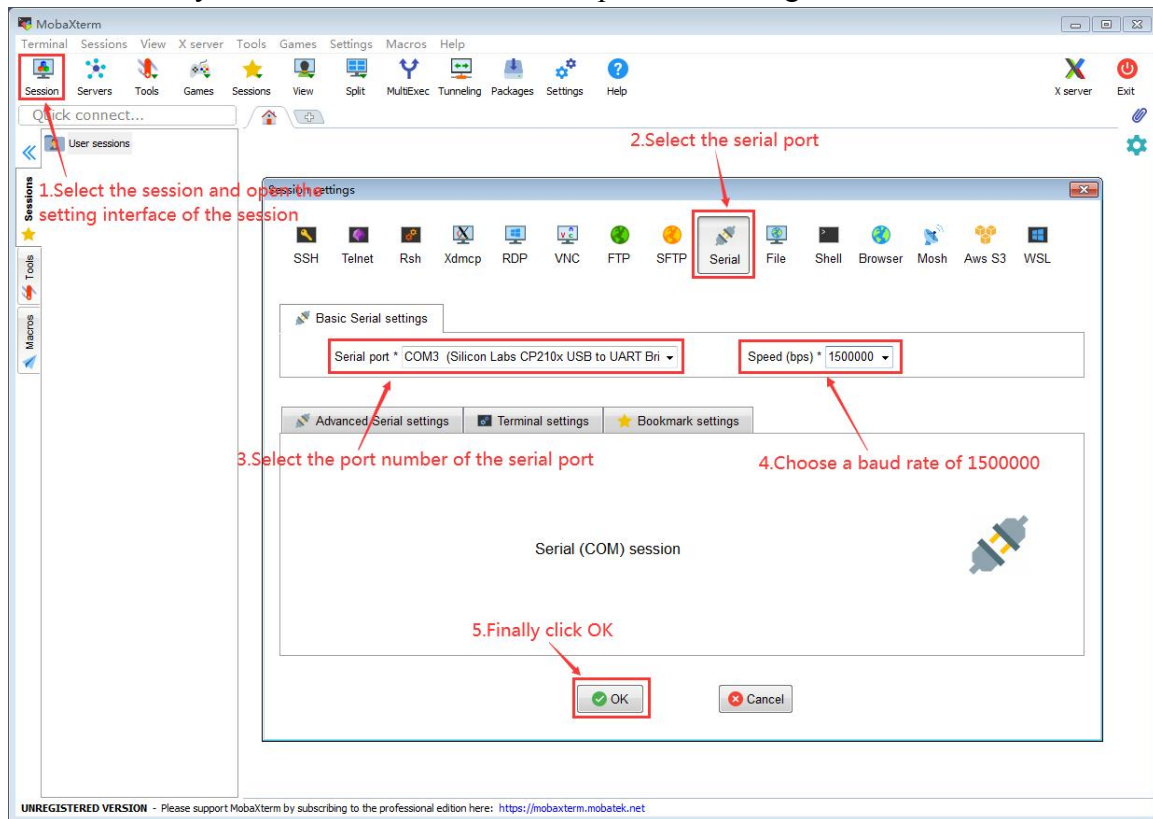 MobaXterm
Terminal Sessions View X server Tools Games Settings Macros Help
Session Servers Tools Games Sessions View Split MultiExec Tunneling Packages Settings Help X server Exit
Quick connect...
User sessions
2.Select the serial port
1.Select the session and open the
setting interface of the session
Session settings
Sessions
Tools
Macros
SSH Telnet Rsh Xdmcp RDP VNC FTP SFTP Serial File Shell Browser Mosh Aws S3 WSL
Basic Serial settings
Serial port * COM3 (Silicon Labs CP210x USB to UART Bri Speed (bps) * 1500000
Advanced Serial settings Terminal settings Bookmark settings
3.Select the port number of the serial port
4.Choose a baud rate of 1500000
Serial (COM) session
5.Finally click OK
OK Cancel
UNREGISTERED VERSION - Please support MobaXterm by subscribing to the professional edition here: https://mobaxterm.mobatek.net